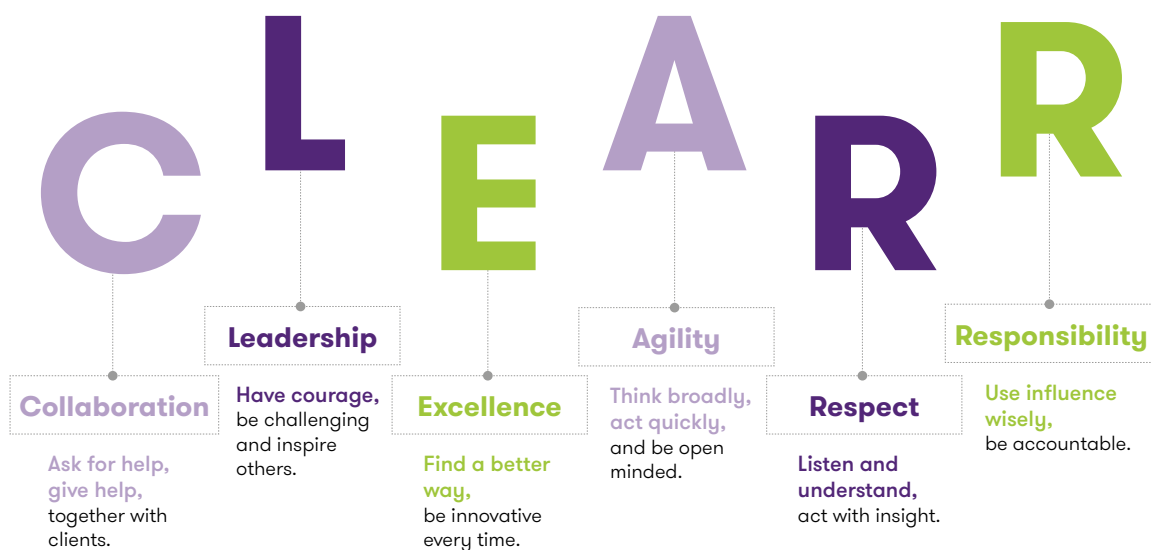 C
L
E
A
R
R
Collaboration
Ask for help,
give help,
together with
clients.
Leadership
Have courage,
be challenging
and inspire
others.
Excellence
Find a better
way,
be innovative
every time.
Agility
Think broadly,
act quickly,
and be open
minded.
Respect
Listen and
understand,
act with insight.
Responsibility
Use influence
wisely,
be accountable.